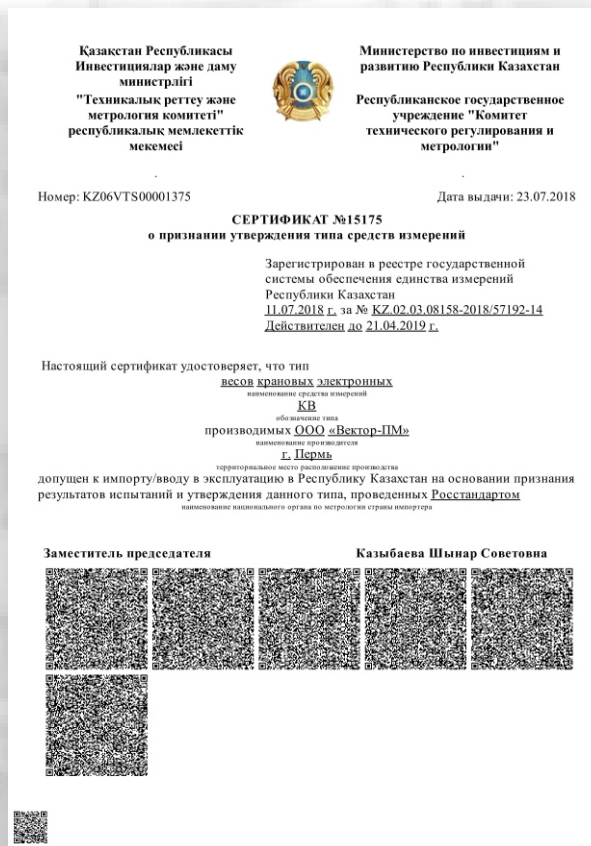 Қазақстан Республикасы
Инвестициялар және даму
министрлігі
"Техникалық реттеу және
метрология комитеті"
республикалық мемлекеттік
мекемесі
Министерство по инвестициям и
развитию Республики Казахстан
Республиканское государственное
учреждение "Комитет
технического регулирования и
метрологии"
Номер: KZ06VTS00001375
Дата выдачи: 23.07.2018
СЕРТИФИКАТ №15175
о признании утверждения типа средств измерений
Зарегистрирован в реестре государственной
системы обеспечения единства измерений
Республики Казахстан
11.07.2018 г. за № KZ.02.03.08158-2018/57192-14
Действителен до 21.04.2019 г.
Настоящий сертификат удостоверяет, что тип
весов крановых электронных
наименование средства измерений
КВ
обозначение типа
производимых ООО «Вектор-ПМ»
наименование производителя
г. Пермь
территориальное место расположение производства
допущен к импорту/вводу в эксплуатацию в Республику Казахстан на основании признания
результатов испытаний и утверждения данного типа, проведенных Росстандартом
наименование национального органа по метрологии страны импортера
Заместитель председателя
Казыбаева Шынар Советовна